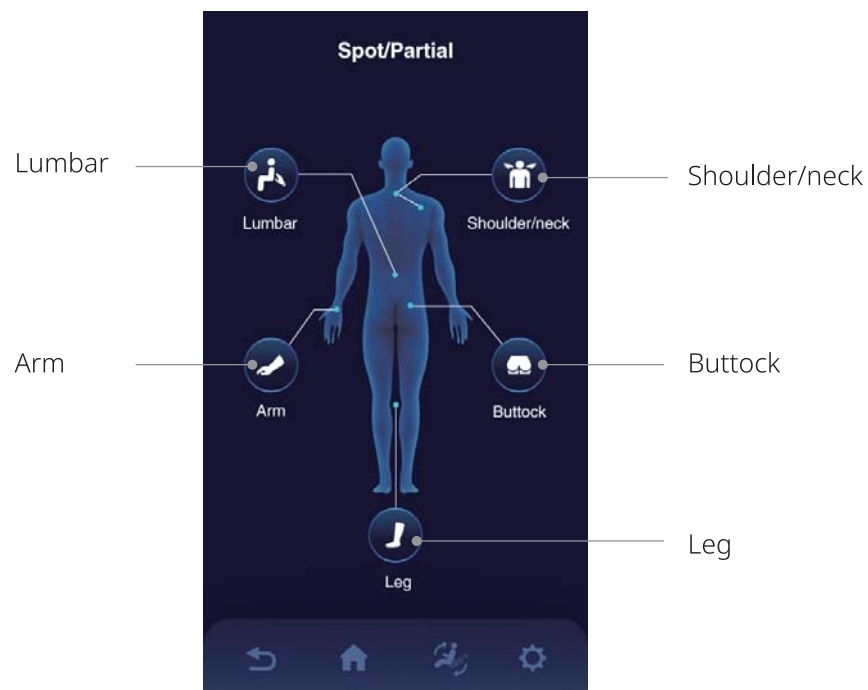 Spot/Partial
Lumbar
Shoulder/neck
Lumbar
Shoulder/neck
Arm
Buttock
Arm
Buttock
Leg
Leg